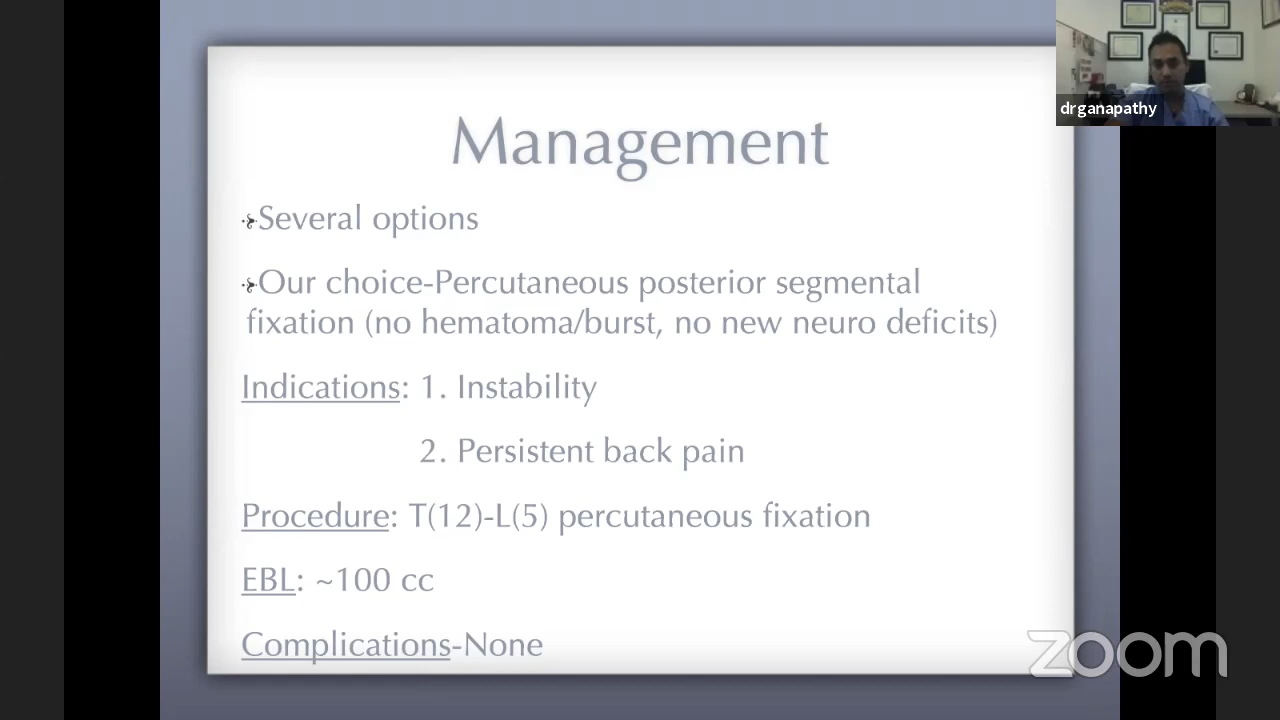 drganapathy
Management
Several options
Our choice-Percutaneous posterior segmental
fixation (no hematoma/burst, no new neuro deficits)
Indications: 1. Instability
2. Persistent back pain
Procedure: T(12)-L(5) percutaneous fixation
EBL: ~100 cc
Complications-None
zoom